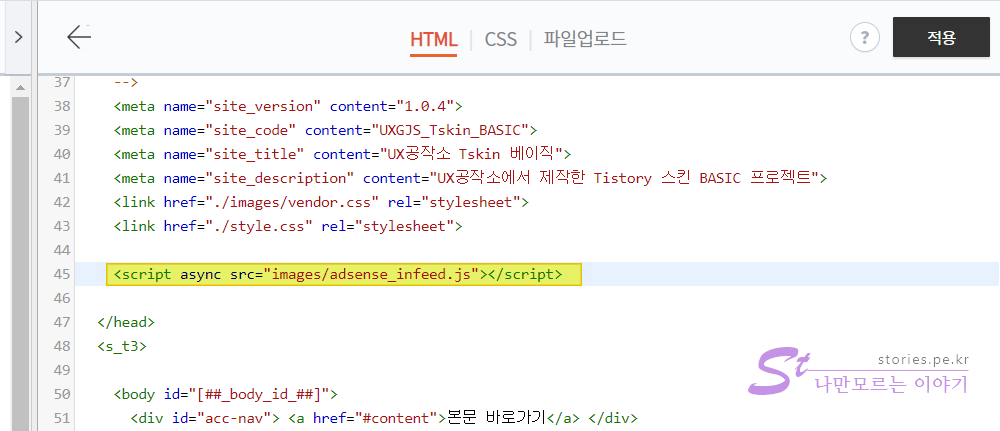 HTML CSS 파일업로드 ? 적용
37 -->
38 <meta name="site_version" content="1.0.4">
39 <meta name="site_code" content="UXGJS_Tskin_BASIC">
40 <meta name="site_title" content="UX공작소 Tskin 베이직">
41 <meta name="site_description" content="UX공작소에서 제작한 Tistory 스킨 BASIC 프로젝트">
42 <link href="./images/vendor.css" rel="stylesheet">
43 <link href="./style.css" rel="stylesheet">
44
45 <script async src="images/adsense_infeed.js"></script>
46
47 </head>
48 <s_t3>
49
50 <body id="[##_body_id_##]">
51 <div id="acc-nav"> <a href="#content">본문 바로가기</a> </div>
St
stories.pe.kr
나만모르는 이야기